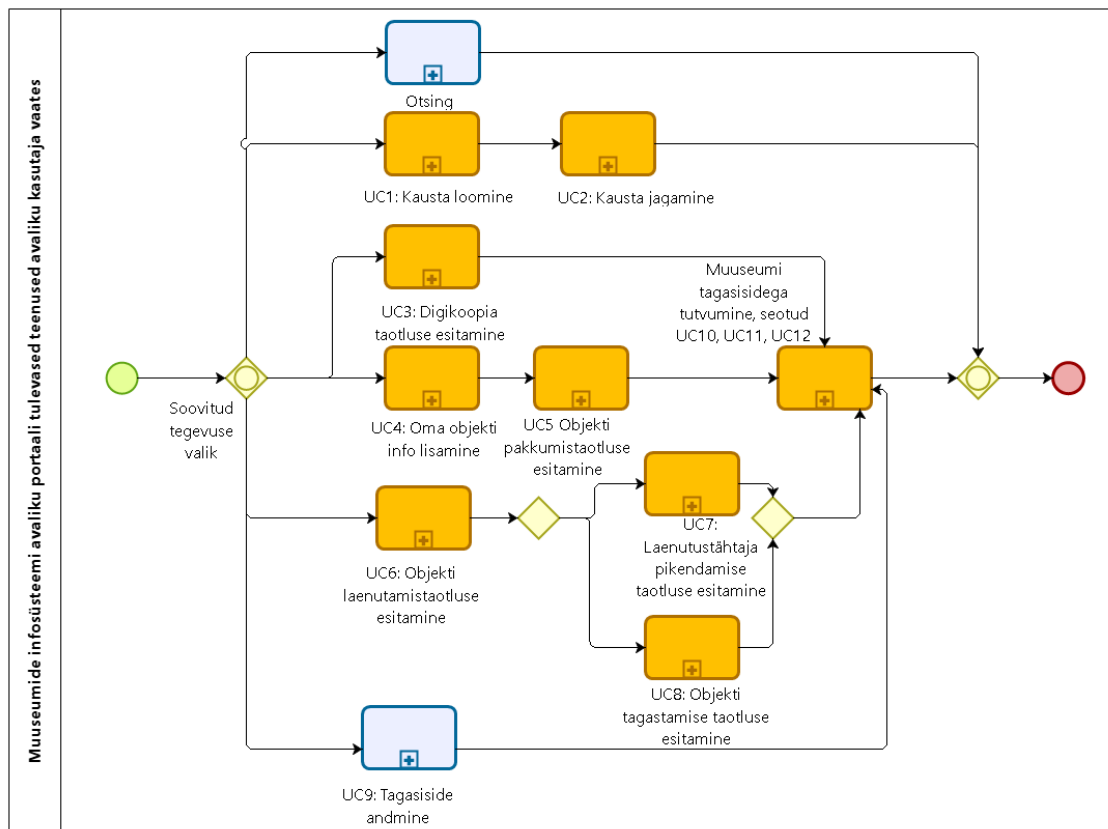 Muuseumide infosüsteemi avaliku portaali tulevased teenused avaliku kasutaja vaates
Otsing
UC1: Kausta loomine
UC2: Kausta jagamine
UC3: Digikoopia
taotluse esitamine
Muuseumi
tagasisidega
tutvumine, seotud
UC10, UC11, UC12
Soovitud
tegevuse
valik
UC4: Oma objekti
info lisamine
UC5 Objekti
pakkumistaotluse
esitamine
UC6: Objekti
laenutamistaotluse
esitamine
UC7:
Laenutustähtaja
pikendamise
taotluse esitamine
UC8: Objekti
tagastamise taotluse
esitamine
UC9: Tagasiside
andmine